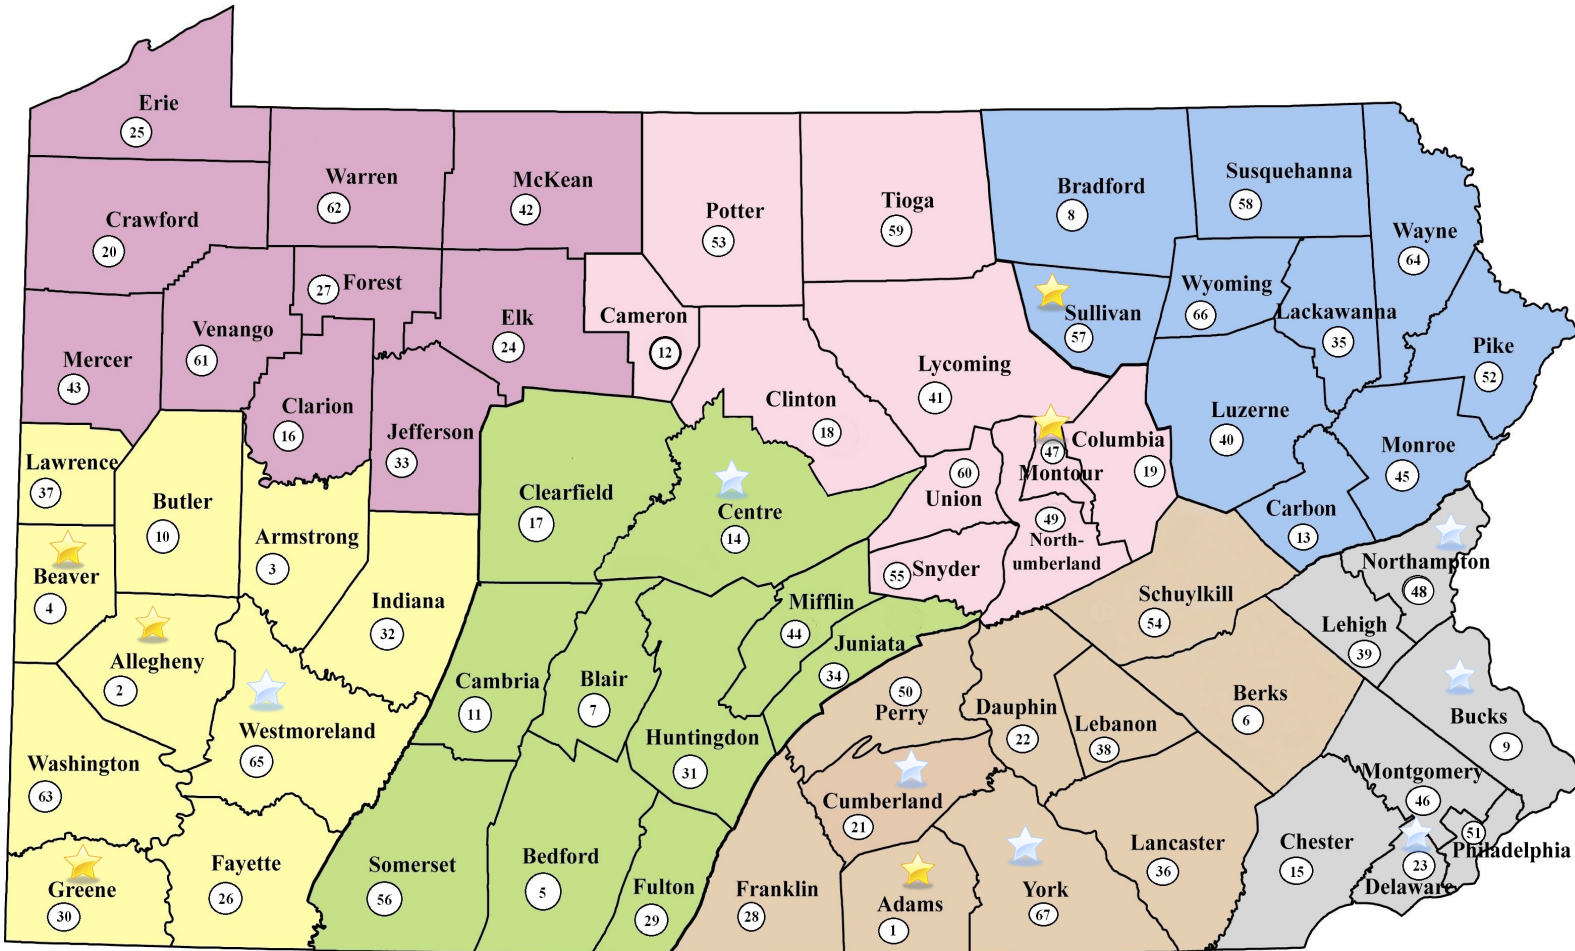 Erie
25
Warren
62
McKean
42
Crawford
20
Potter
53
Tioga
59
Bradford
8
Susquehanna
58
Wayne
64
27 Forest
Venango
61
Elk
24
Cameron
12
Sullivan
57
Wyoming
66
Lackawanna
35
Pike
52
Mercer
43
Clarion
16
Jefferson
33
Clinton
18
Lycoming
41
47
Montour
Columbia
19
Luzerne
40
Monroe
45
Lawrence
37
Butler
10
Armstrong
3
Clearfield
17
Centre
14
60
Union
49
North-
umberland
Carbon
13
Northampton
48
Beaver
4
Indiana
32
55 Snyder
Mifflin
44
Juniata
34
Schuylkill
54
Lehigh
39
Allegheny
2
Westmoreland
65
Cambria
11
Blair
7
Huntingdon
31
50
Perry
Dauphin
22
Lebanon
38
Berks
6
Bucks
9
Washington
63
Cumberland
21
Montgomery
46
51
Philadelphia
Greene
30
Fayette
26
Somerset
56
Bedford
5
Fulton
29
Franklin
28
Adams
1
York
67
Lancaster
36
Chester
15
23
Delaware